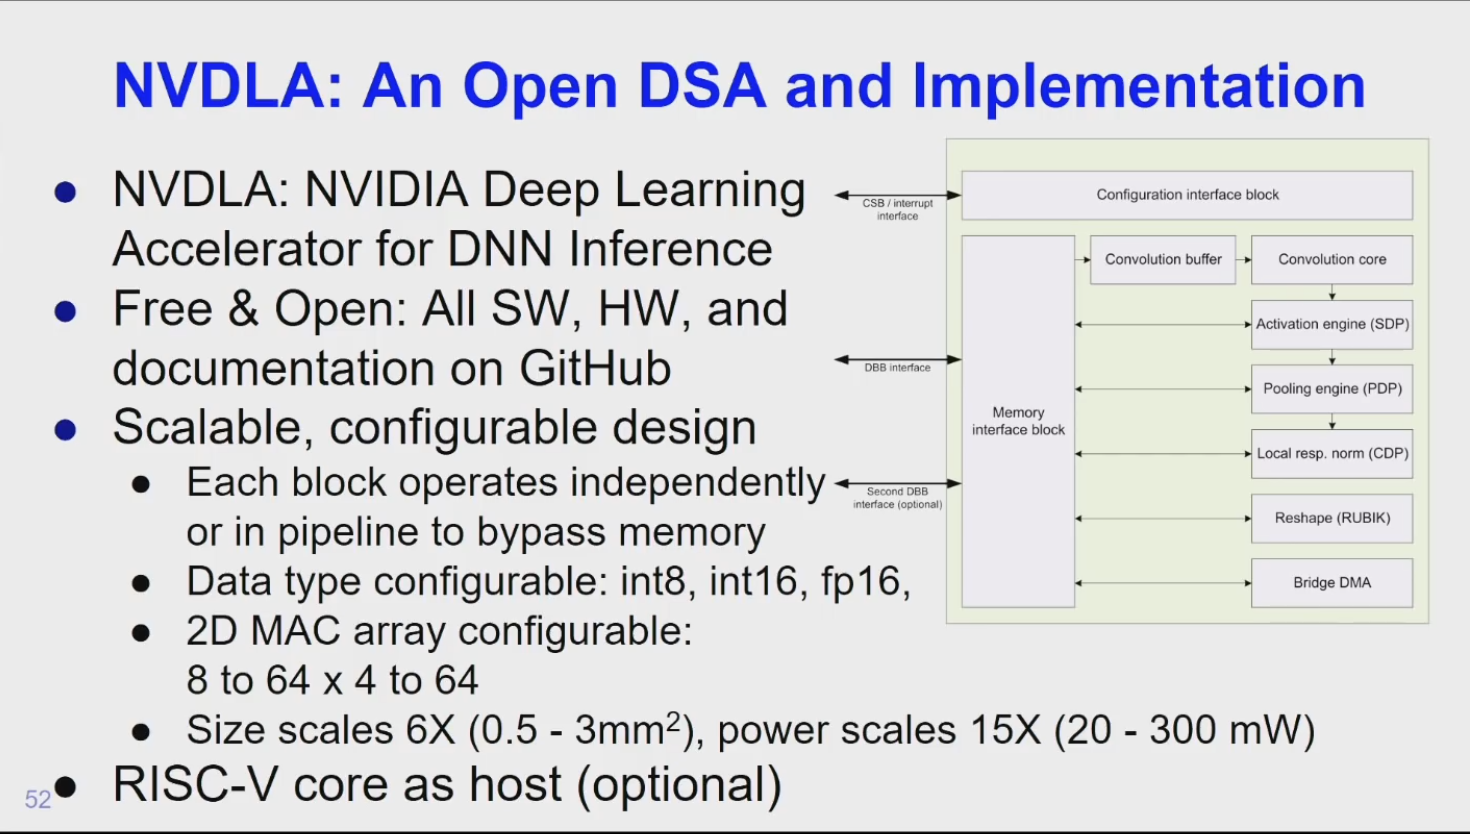 NVDLA: An Open DSA and Implementation
● NVDLA: NVIDIA Deep Learning
Accelerator for DNN Inference
● Free & Open: All SW, HW, and
documentation on GitHub
● Scalable, configurable design
● Each block operates independently
or in pipeline to bypass memory
● Data type configurable: int8, int16, fp16,
● 2D MAC array configurable:
8 to 64 x 4 to 64
● Size scales 6X (0.5 - 3mm²), power scales 15X (20 - 300 mW)
● RISC-V core as host (optional)
52
CSB / interrupt
interface
DBB interface
Second DBB
interface (optional)
Configuration interface block
Memory
interface block
Convolution buffer
Convolution core
Activation engine (SDP)
Pooling engine (PDP)
Local resp. norm (CDP)
Reshape (RUBIK)
Bridge DMA